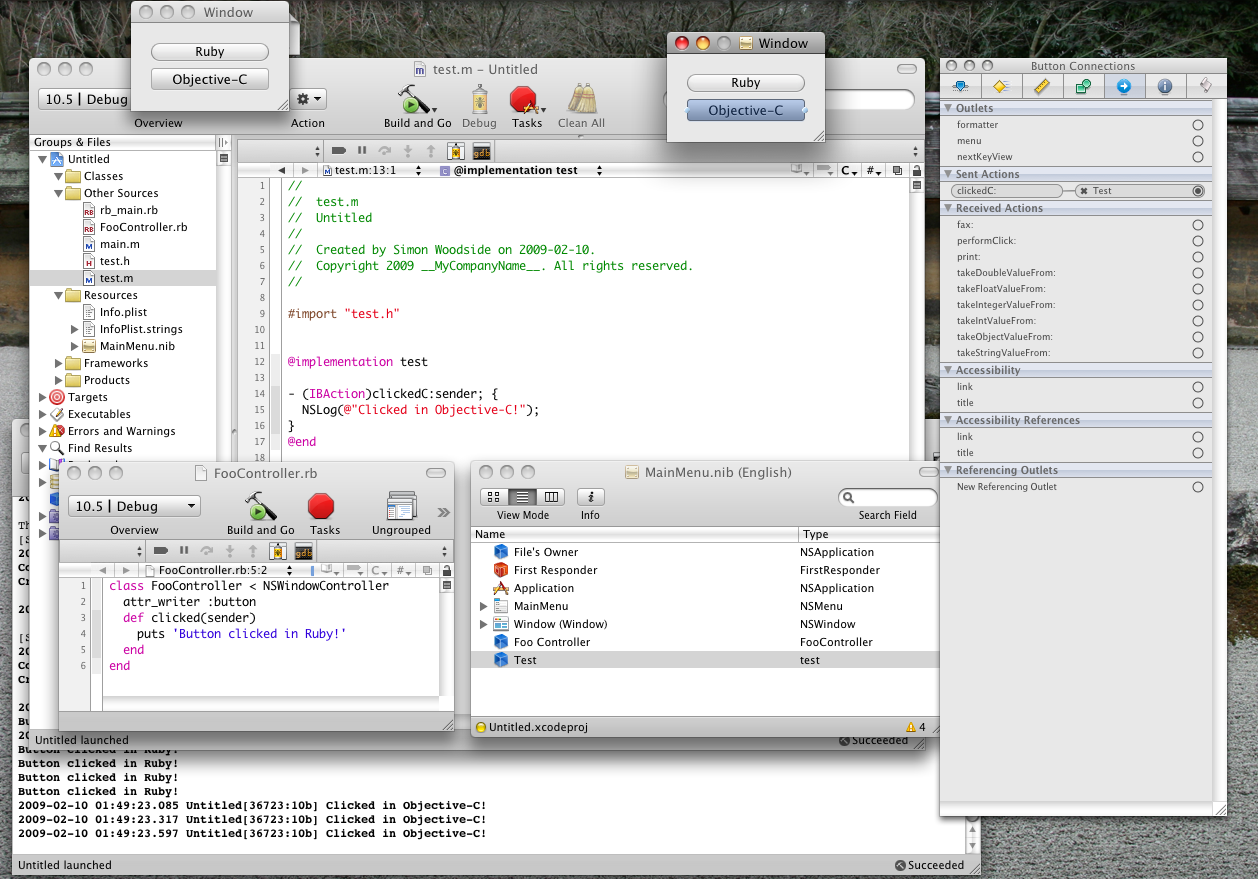 Window
Ruby
Objective-C
Window
Ruby
Objective-C
test.m – Untitled
10.5 | Debug
Overview
Action
Build and Go
Debug
Tasks
Clean All
Groups & Files
Untitled
Classes
Other Sources
rb_main.rb
FooController.rb
main.m
test.h
test.m
Resources
Info.plist
InfoPlist.strings
MainMenu.nib
Frameworks
Products
Targets
Executables
Errors and Warnings
Find Results
test.m:13:1
@implementation test
C
#
1 //
2 // test.m
3 // Untitled
4 //
5 // Created by Simon Woodside on 2009-02-10.
6 // Copyright 2009 __MyCompanyName__. All rights reserved.
7 //
8
9 #import "test.h"
10
11
12 @implementation test
13
14 - (IBAction)clickedC:sender; {
15 NSLog(@"Clicked in Objective-C!");
16 }
17 @end
18
Button Connections
Outlets
formatter
menu
nextKeyView
Sent Actions
clickedC: Test
Received Actions
fax:
performClick:
print:
takeDoubleValueFrom:
takeFloatValueFrom:
takeIntegerValueFrom:
takeIntValueFrom:
takeObjectValueFrom:
takeStringValueFrom:
Accessibility
link
title
Accessibility References
link
title
Referencing Outlets
New Referencing Outlet
FooController.rb
10.5 | Debug
Overview
Build and Go
Tasks
Ungrouped
gdb
FooController.rb:5:2
C
#
1 class FooController < NSWindowController
2 attr_writer :button
3 def clicked(sender)
4 puts 'Button clicked in Ruby!'
5 end
6 end
MainMenu.nib (English)
View Mode
Info
Search Field
Name Type
File's Owner NSApplication
First Responder FirstResponder
Application NSApplication
MainMenu NSMenu
Window (Window) NSWindow
Foo Controller FooController
Test test
Untitled.xcodeproj
4
Untitled launched
Succeeded
Button clicked in Ruby!
Button clicked in Ruby!
Button clicked in Ruby!
Button clicked in Ruby!
2009-02-10 01:49:23.085 Untitled[36723:10b] Clicked in Objective-C!
2009-02-10 01:49:23.317 Untitled[36723:10b] Clicked in Objective-C!
2009-02-10 01:49:23.597 Untitled[36723:10b] Clicked in Objective-C!
Untitled launched
Succeeded